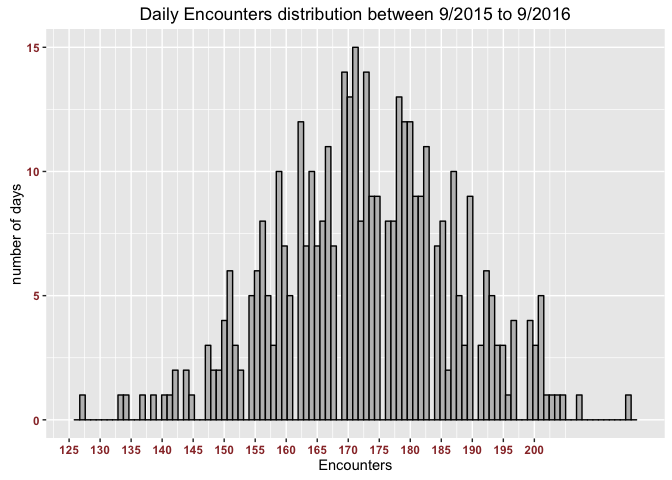 Daily Encounters distribution between 9/2015 to 9/2016
number of days
15
10
5
0
125 130 135 140 145 150 155 160 165 170 175 180 185 190 195 200
Encounters